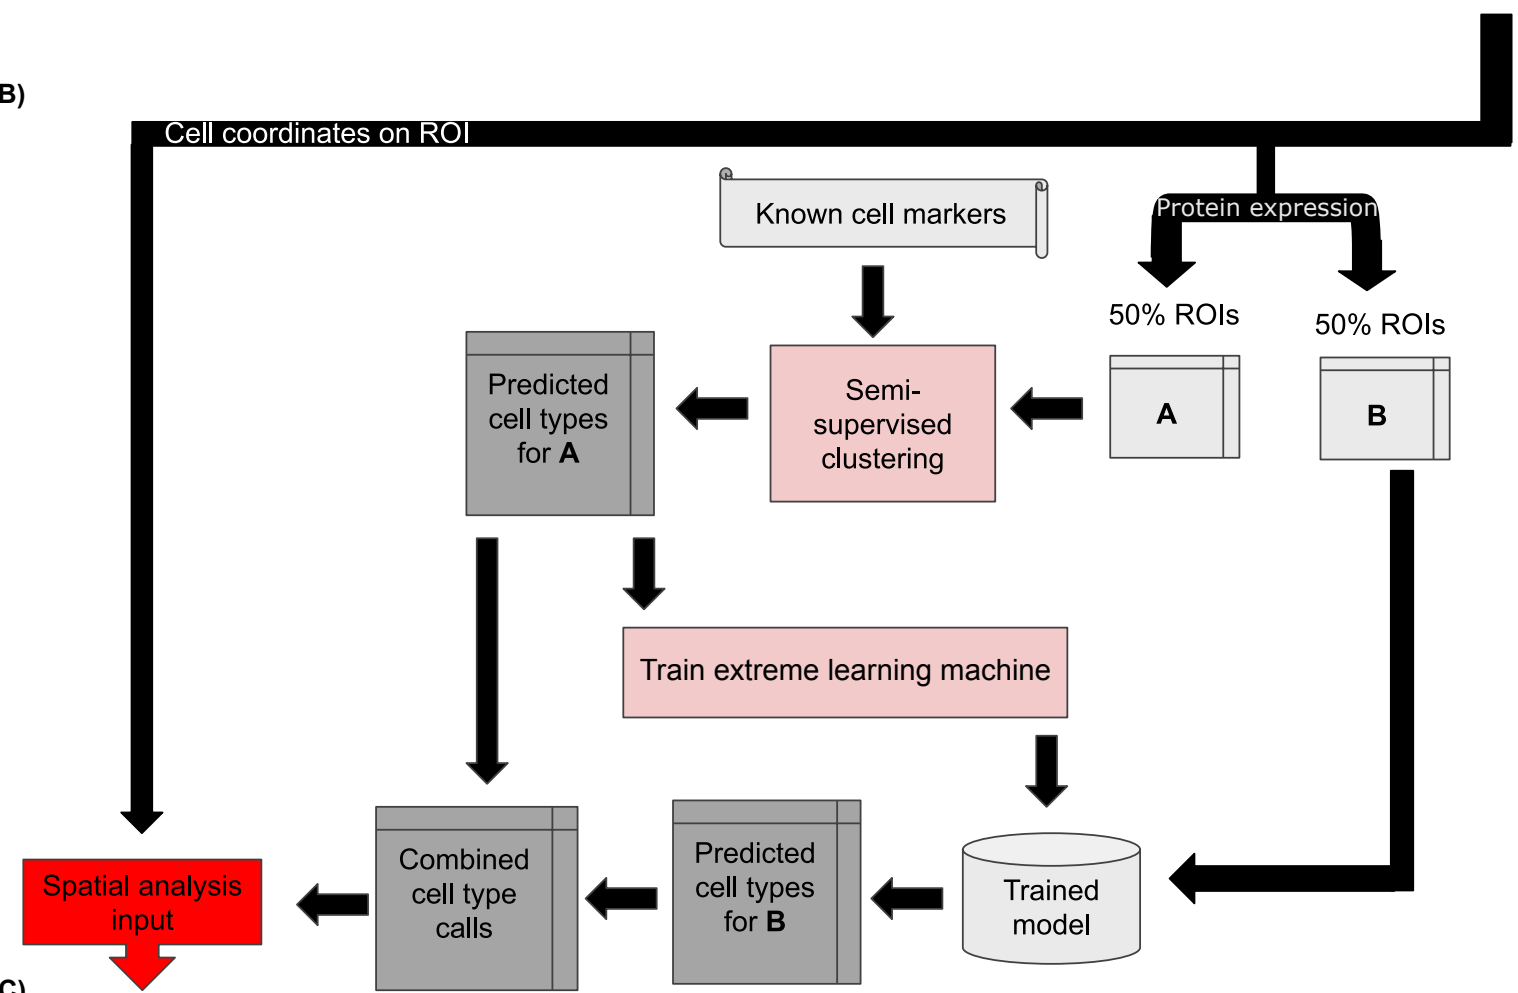 B)
Cell coordinates on ROI
Known cell markers
Protein expression
50% ROIs
50% ROIs
Predicted
cell types
for A
Semi-
supervised
clustering
A
B
Train extreme learning machine
Spatial analysis
input
Combined
cell type
calls
Predicted
cell types
for B
Trained
model
C)